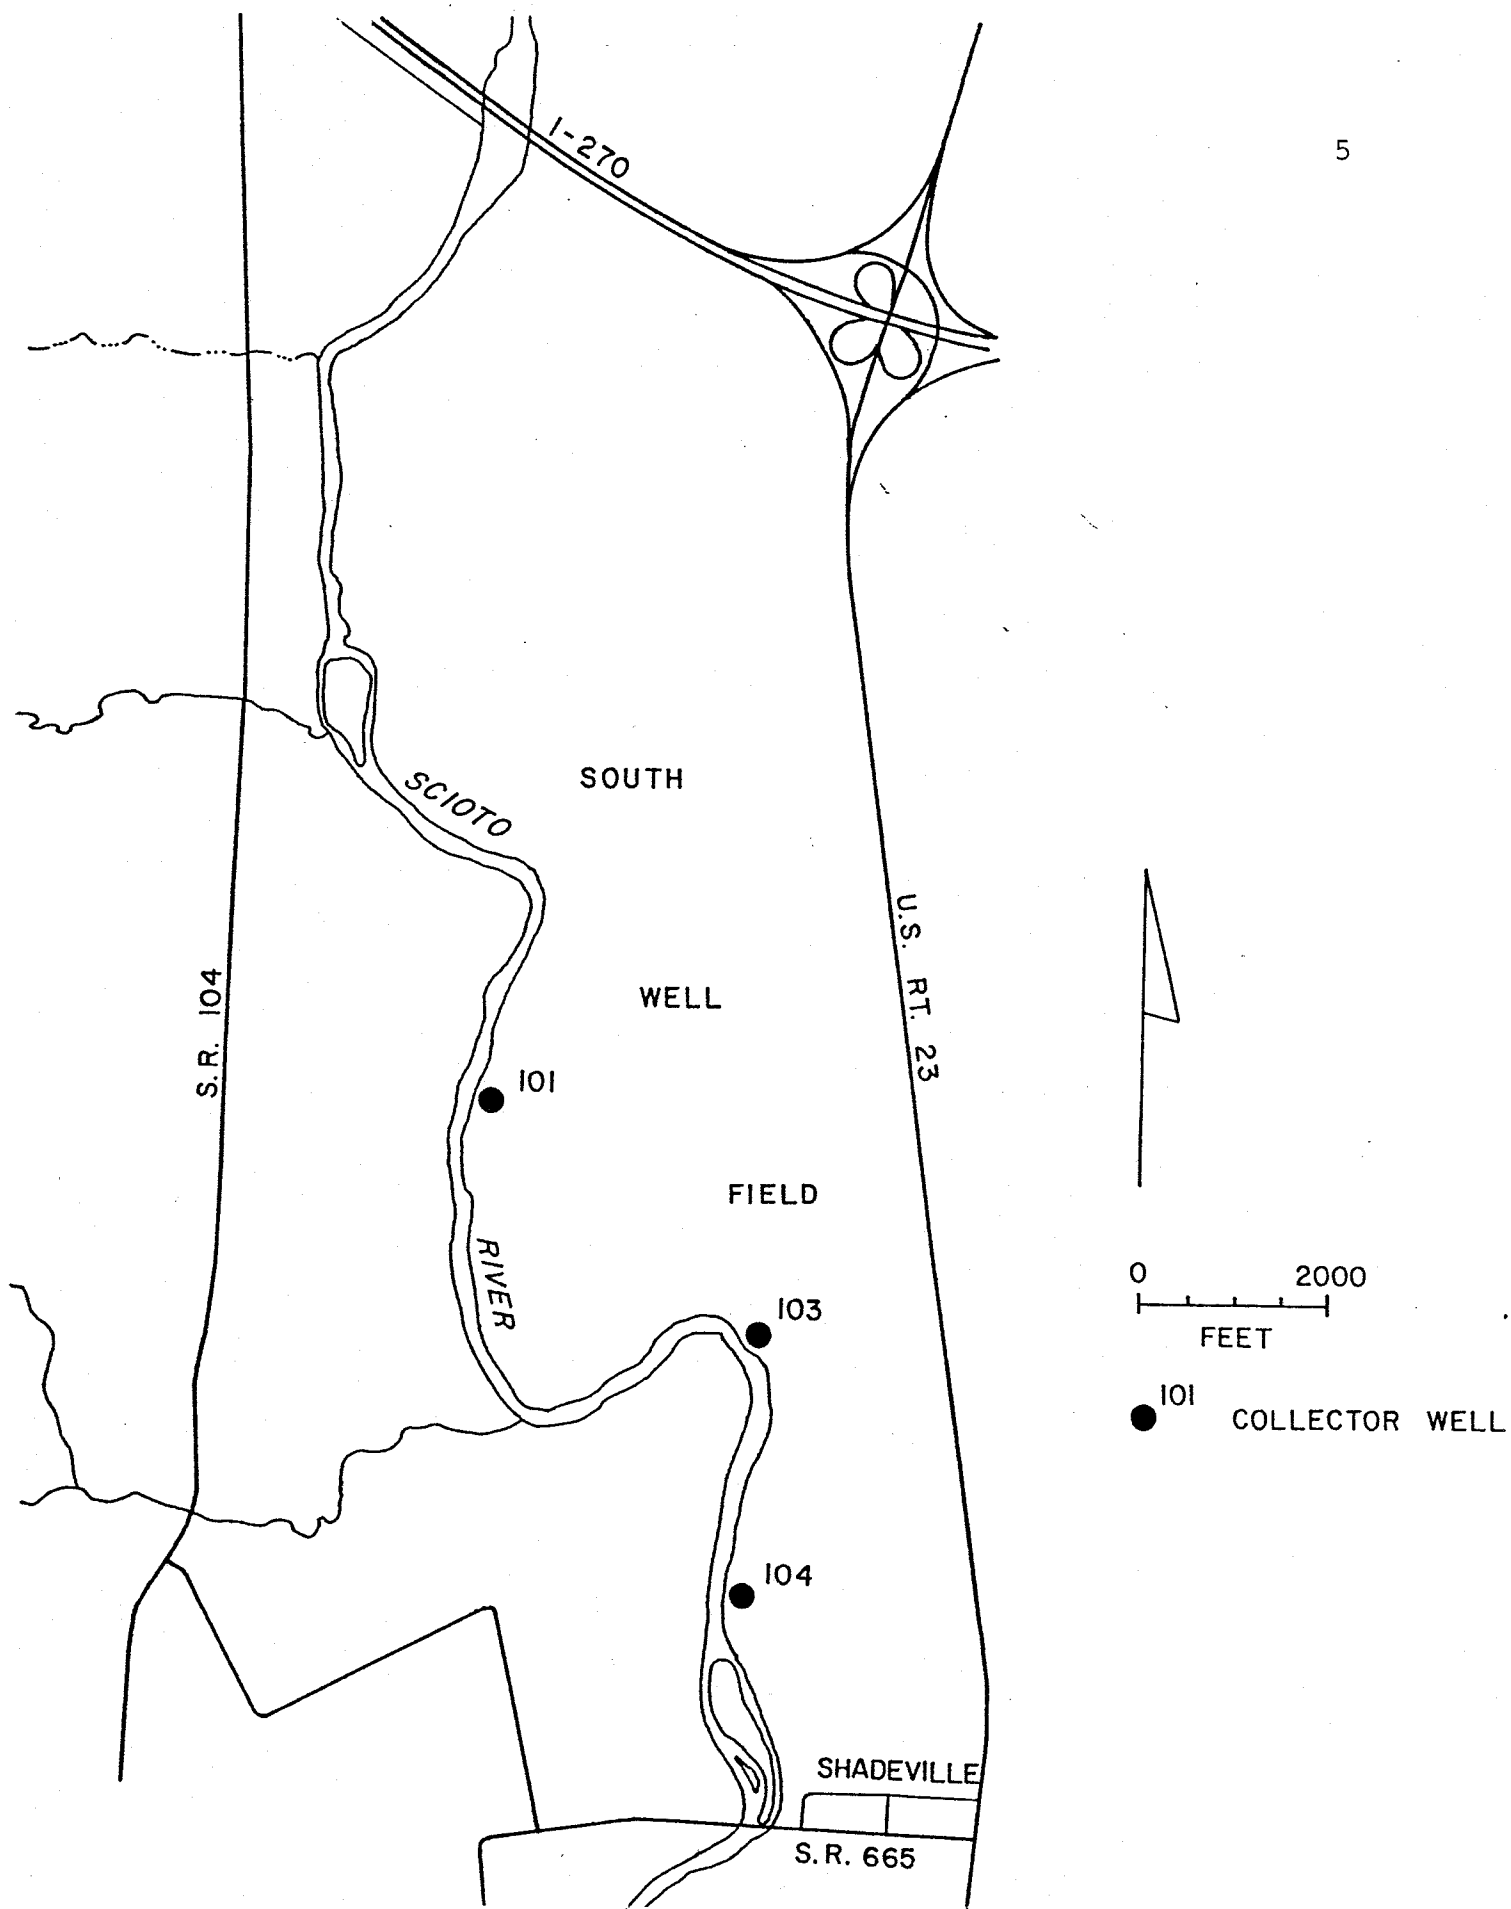 5
I-270
SCIOTO
SOUTH
U.S. RT. 23
S.R. 104
WELL
101
FIELD
RIVER
0 2000
FEET
103
101
COLLECTOR WELL
104
SHADEVILLE
S.R. 665